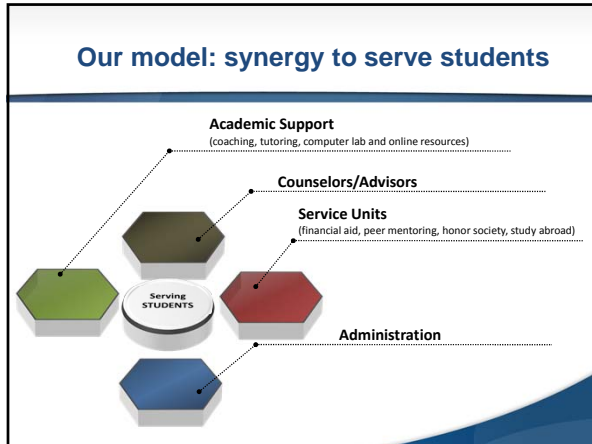 Our model: synergy to serve students
Academic Support
(coaching, tutoring, computer lab and online resources)
Counselors/Advisors
Service Units
(financial aid, peer mentoring, honor society, study abroad)
Serving
STUDENTS
Administration